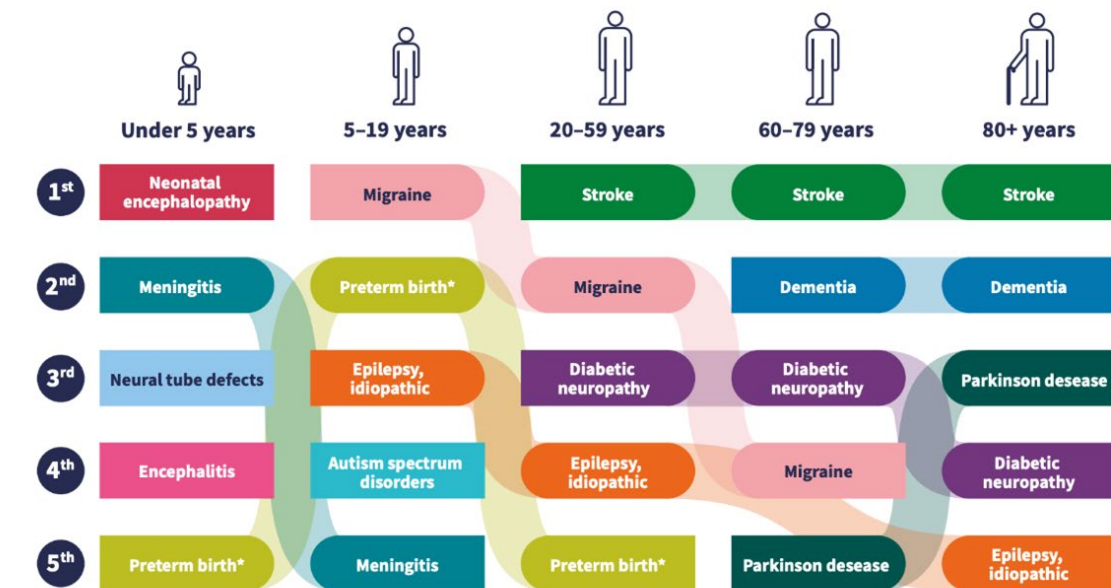 Under 5 years
5–19 years
20–59 years
60–79 years
80+ years
1st
Neonatal
encephalopathy
Migraine
Stroke
Stroke
Stroke
2nd
Meningitis
Preterm birth*
Migraine
Dementia
Dementia
3rd
Neural tube defects
Epilepsy,
idiopathic
Diabetic
neuropathy
Diabetic
neuropathy
Parkinson desease
4th
Encephalitis
Autism spectrum
disorders
Epilepsy,
idiopathic
Migraine
Diabetic
neuropathy
5th
Preterm birth*
Meningitis
Preterm birth*
Parkinson desease
Epilepsy,
idiopathic